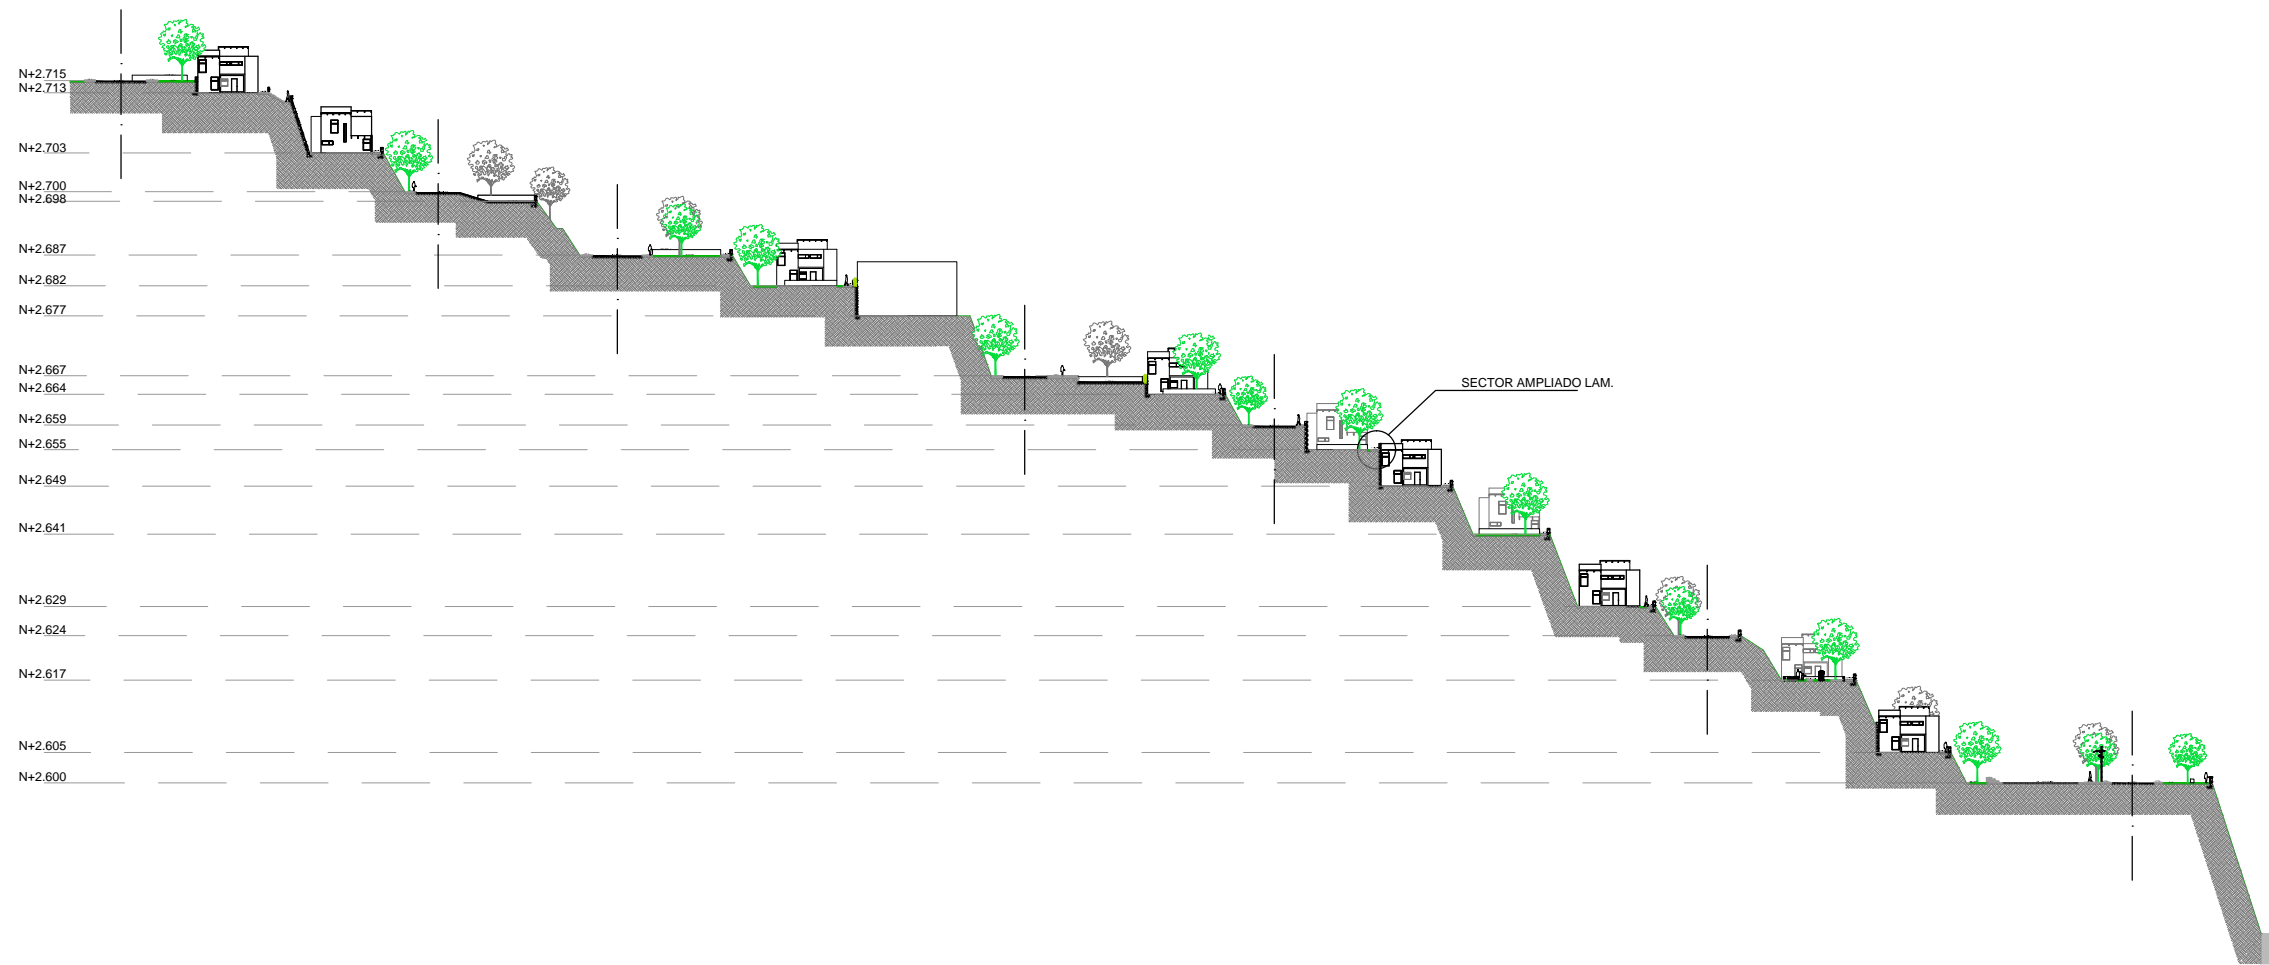 N+2.715
N+2.713
N+2.703
N+2.700
N+2.698
N+2.687
N+2.682
N+2.677
N+2.667
SECTOR AMPLIADO LAM.
N+2.664
N+2.659
N+2.655
N+2.649
N+2.641
N+2.629
N+2.624
N+2.617
N+2.605
N+2.600